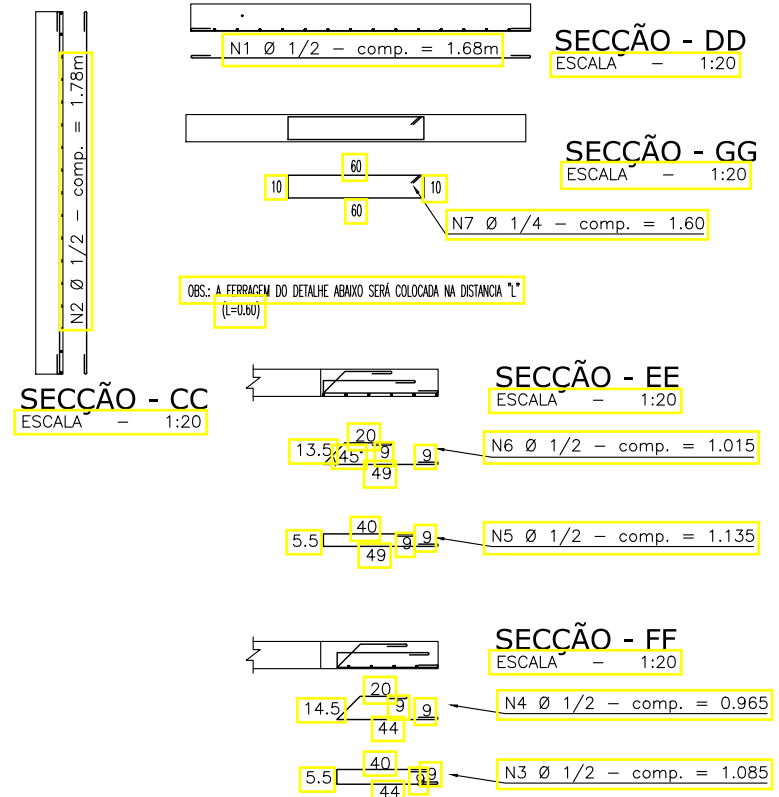 N1 Ø 1/2 – comp. = 1.68m
SECÇÃO - DD
ESCALA – 1:20
N2 Ø 1/2 – comp. = 1.78m
SECÇÃO - GG
ESCALA – 1:20
60
10
10
60
N7 Ø 1/4 – comp. = 1.60
OBS.: A FERRAGEM DO DETALHE ABAIXO SERÁ COLOCADA NA DISTANCIA "L"
(L=0.60)
SECÇÃO - CC
ESCALA – 1:20
SECÇÃO - EE
ESCALA – 1:20
20
13.5
45°
9
9
49
N6 Ø 1/2 – comp. = 1.015
40
5.5
9
9
49
N5 Ø 1/2 – comp. = 1.135
SECÇÃO - FF
ESCALA – 1:20
20
14.5
9
9
44
N4 Ø 1/2 – comp. = 0.965
40
5.5
9
9
44
N3 Ø 1/2 – comp. = 1.085